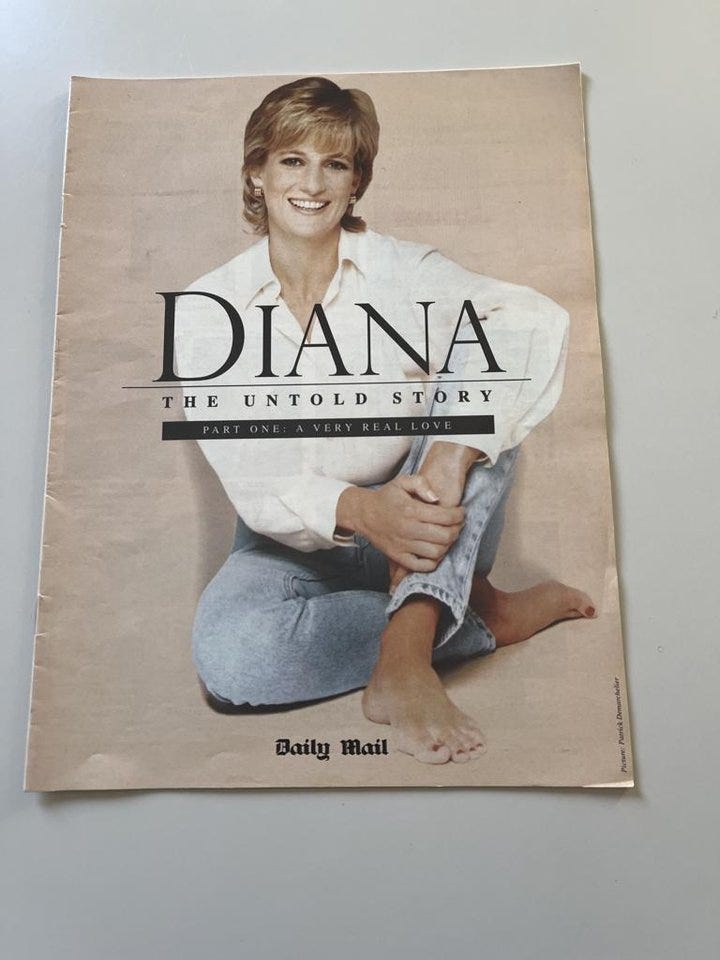 DIANA
THE UNTOLD STORY
PART ONE: A VERY REAL LOVE
Daily Mail
Picture: Patrick Demarchelier